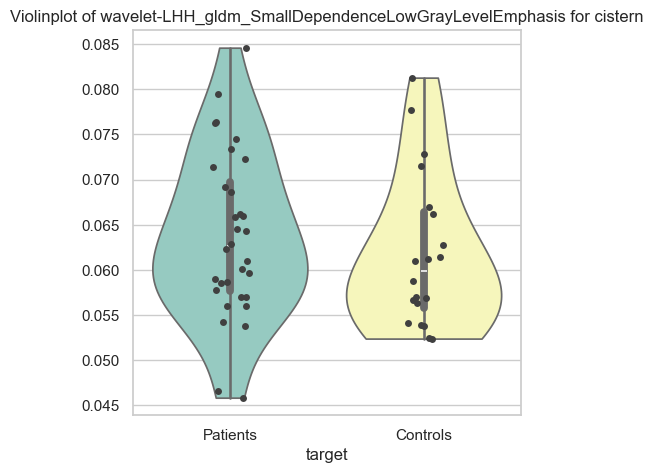 Violinplot of wavelet-LHH_gldm_SmallDependenceLowGrayLevelEmphasis for cistern
0.085
0.080
0.075
0.070
0.065
0.060
0.055
0.050
0.045
Patients
Controls
target